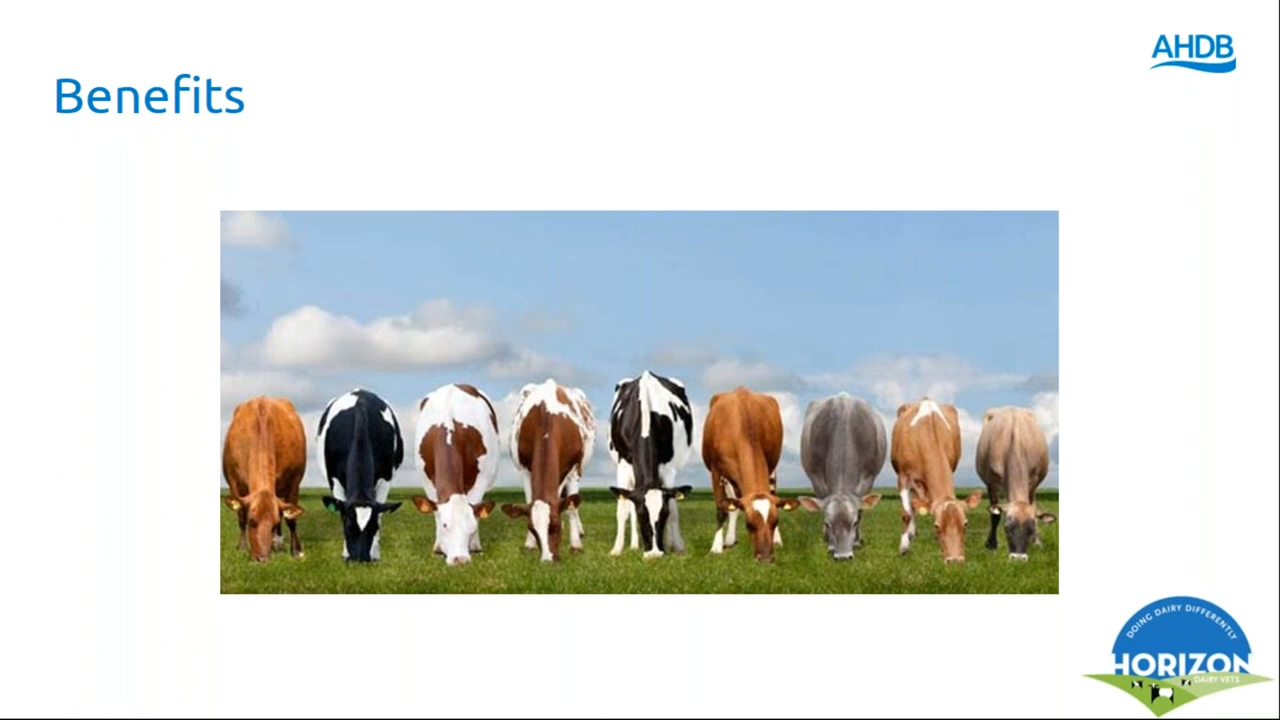 AHDB
Benefits
DOING DAIRY DIFFERENTLY
HORIZON
DAIRY VETS